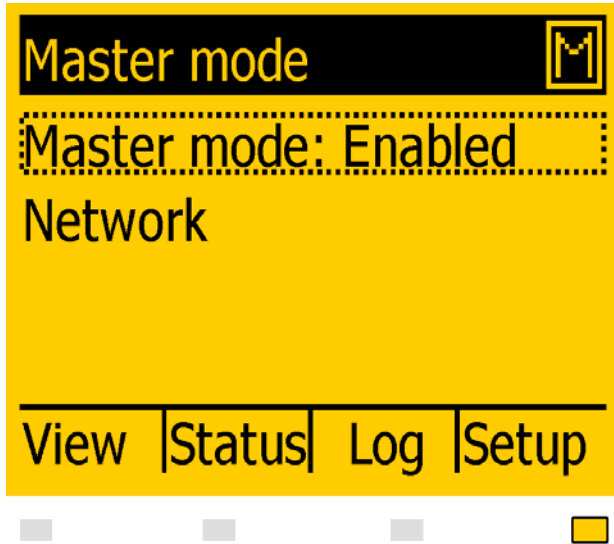 Master mode M
Master mode: Enabled
Network
View Status Log Setup